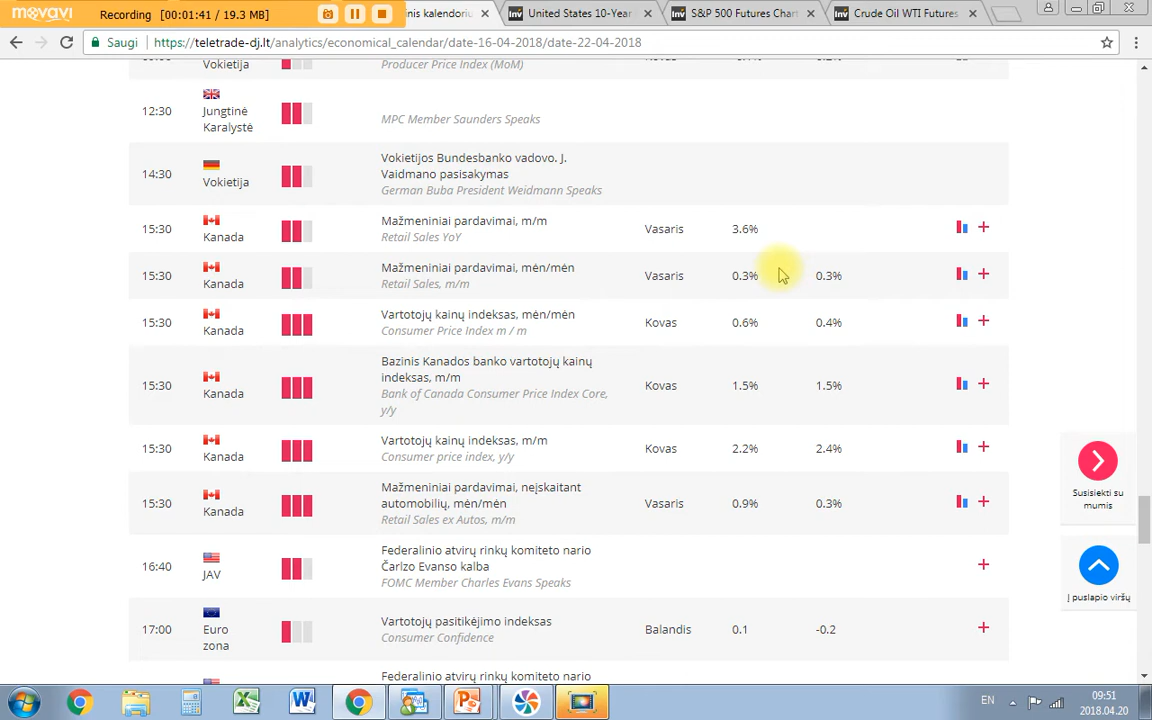 movavi
Recording [00:01:41 / 19.3 MB]
inis kalendoriu
United States 10-Year
S&P 500 Futures Chart
Crude Oil WTI Futures
Saugi
https://teletrade-dj.lt/analytics/economical_calendar/date-16-04-2018/date-22-04-2018
Vokietija
Producer Price Index (MoM)
12:30
Jungtinė
Karalystė
MPC Member Saunders Speaks
14:30
Vokietija
Vokietijos Bundesbanko vadovo. J.
Vaidmano pasisakymas
German Buba President Weidmann Speaks
15:30
Kanada
Mažmeniniai pardavimai, m/m
Retail Sales YoY
Vasaris
3.6%
15:30
Kanada
Mažmeniniai pardavimai, mėn/mėn
Retail Sales, m/m
Vasaris
0.3%
0.3%
15:30
Kanada
Vartotojų kainų indeksas, mėn/mėn
Consumer Price Index m / m
Kovas
0.6%
0.4%
15:30
Kanada
Bazinis Kanados banko vartotojų kainų
indeksas, m/m
Bank of Canada Consumer Price Index Core,
y/y
Kovas
1.5%
1.5%
15:30
Kanada
Vartotojų kainų indeksas, m/m
Consumer price index, y/y
Kovas
2.2%
2.4%
15:30
Kanada
Mažmeniniai pardavimai, neįskaitant
automobilių, mėn/mėn
Retail Sales ex Autos, m/m
Vasaris
0.9%
0.3%
16:40
JAV
Federalinio atvirų rinkų komiteto nario
Čarlzo Evanso kalba
FOMC Member Charles Evans Speaks
17:00
Euro
zona
Vartotojų pasitikėjimo indeksas
Consumer Confidence
Balandis
0.1
-0.2
Federalinio atvirų rinkų komiteto nario
Susisiekti su
mumis
Į puslapio viršų
EN
09:51
2018.04.20